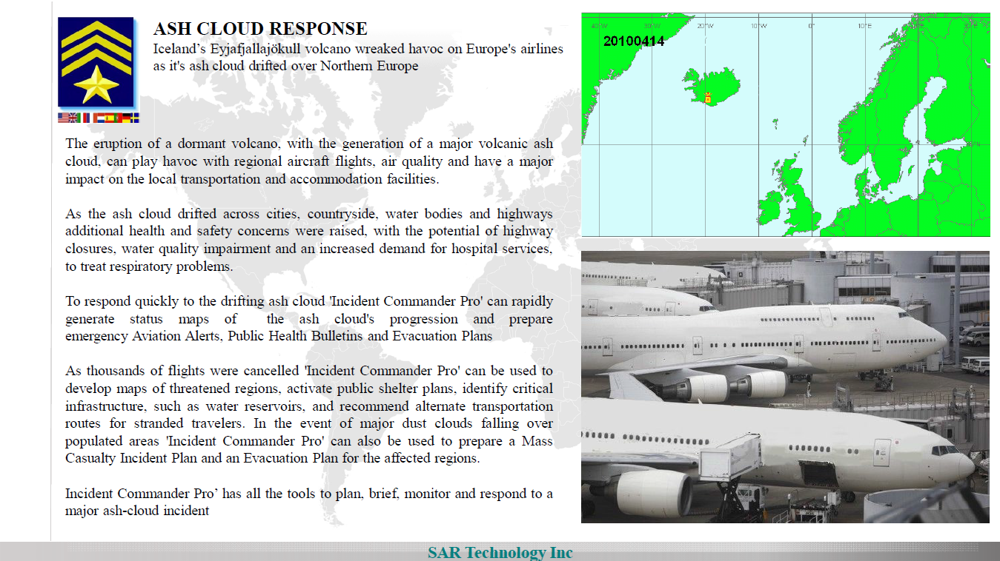 ASH CLOUD RESPONSE
Iceland’s Eyjafjallajökull volcano wreaked havoc on Europe's airlines
as it's ash cloud drifted over Northern Europe
The eruption of a dormant volcano, with the generation of a major volcanic ash
cloud, can play havoc with regional aircraft flights, air quality and have a major
impact on the local transportation and accommodation facilities.
As the ash cloud drifted across cities, countryside, water bodies and highways
additional health and safety concerns were raised, with the potential of highway
closures, water quality impairment and an increased demand for hospital services,
to treat respiratory problems.
To respond quickly to the drifting ash cloud 'Incident Commander Pro' can rapidly
generate status maps of the ash cloud's progression and prepare
emergency Aviation Alerts, Public Health Bulletins and Evacuation Plans
As thousands of flights were cancelled 'Incident Commander Pro' can be used to
develop maps of threatened regions, activate public shelter plans, identify critical
infrastructure, such as water reservoirs, and recommend alternate transportation
routes for stranded travelers. In the event of major dust clouds falling over
populated areas 'Incident Commander Pro' can also be used to prepare a Mass
Casualty Incident Plan and an Evacuation Plan for the affected regions.
Incident Commander Pro’ has all the tools to plan, brief, monitor and respond to a
major ash-cloud incident
40°W 30°W 20°W 10°W 0° 10°E
20100414
SAR Technology Inc